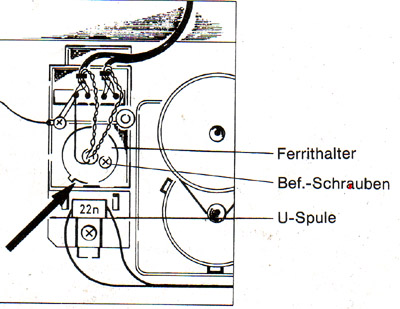 Ferrithalter
Bef.-Schrauben
22n
U-Spule